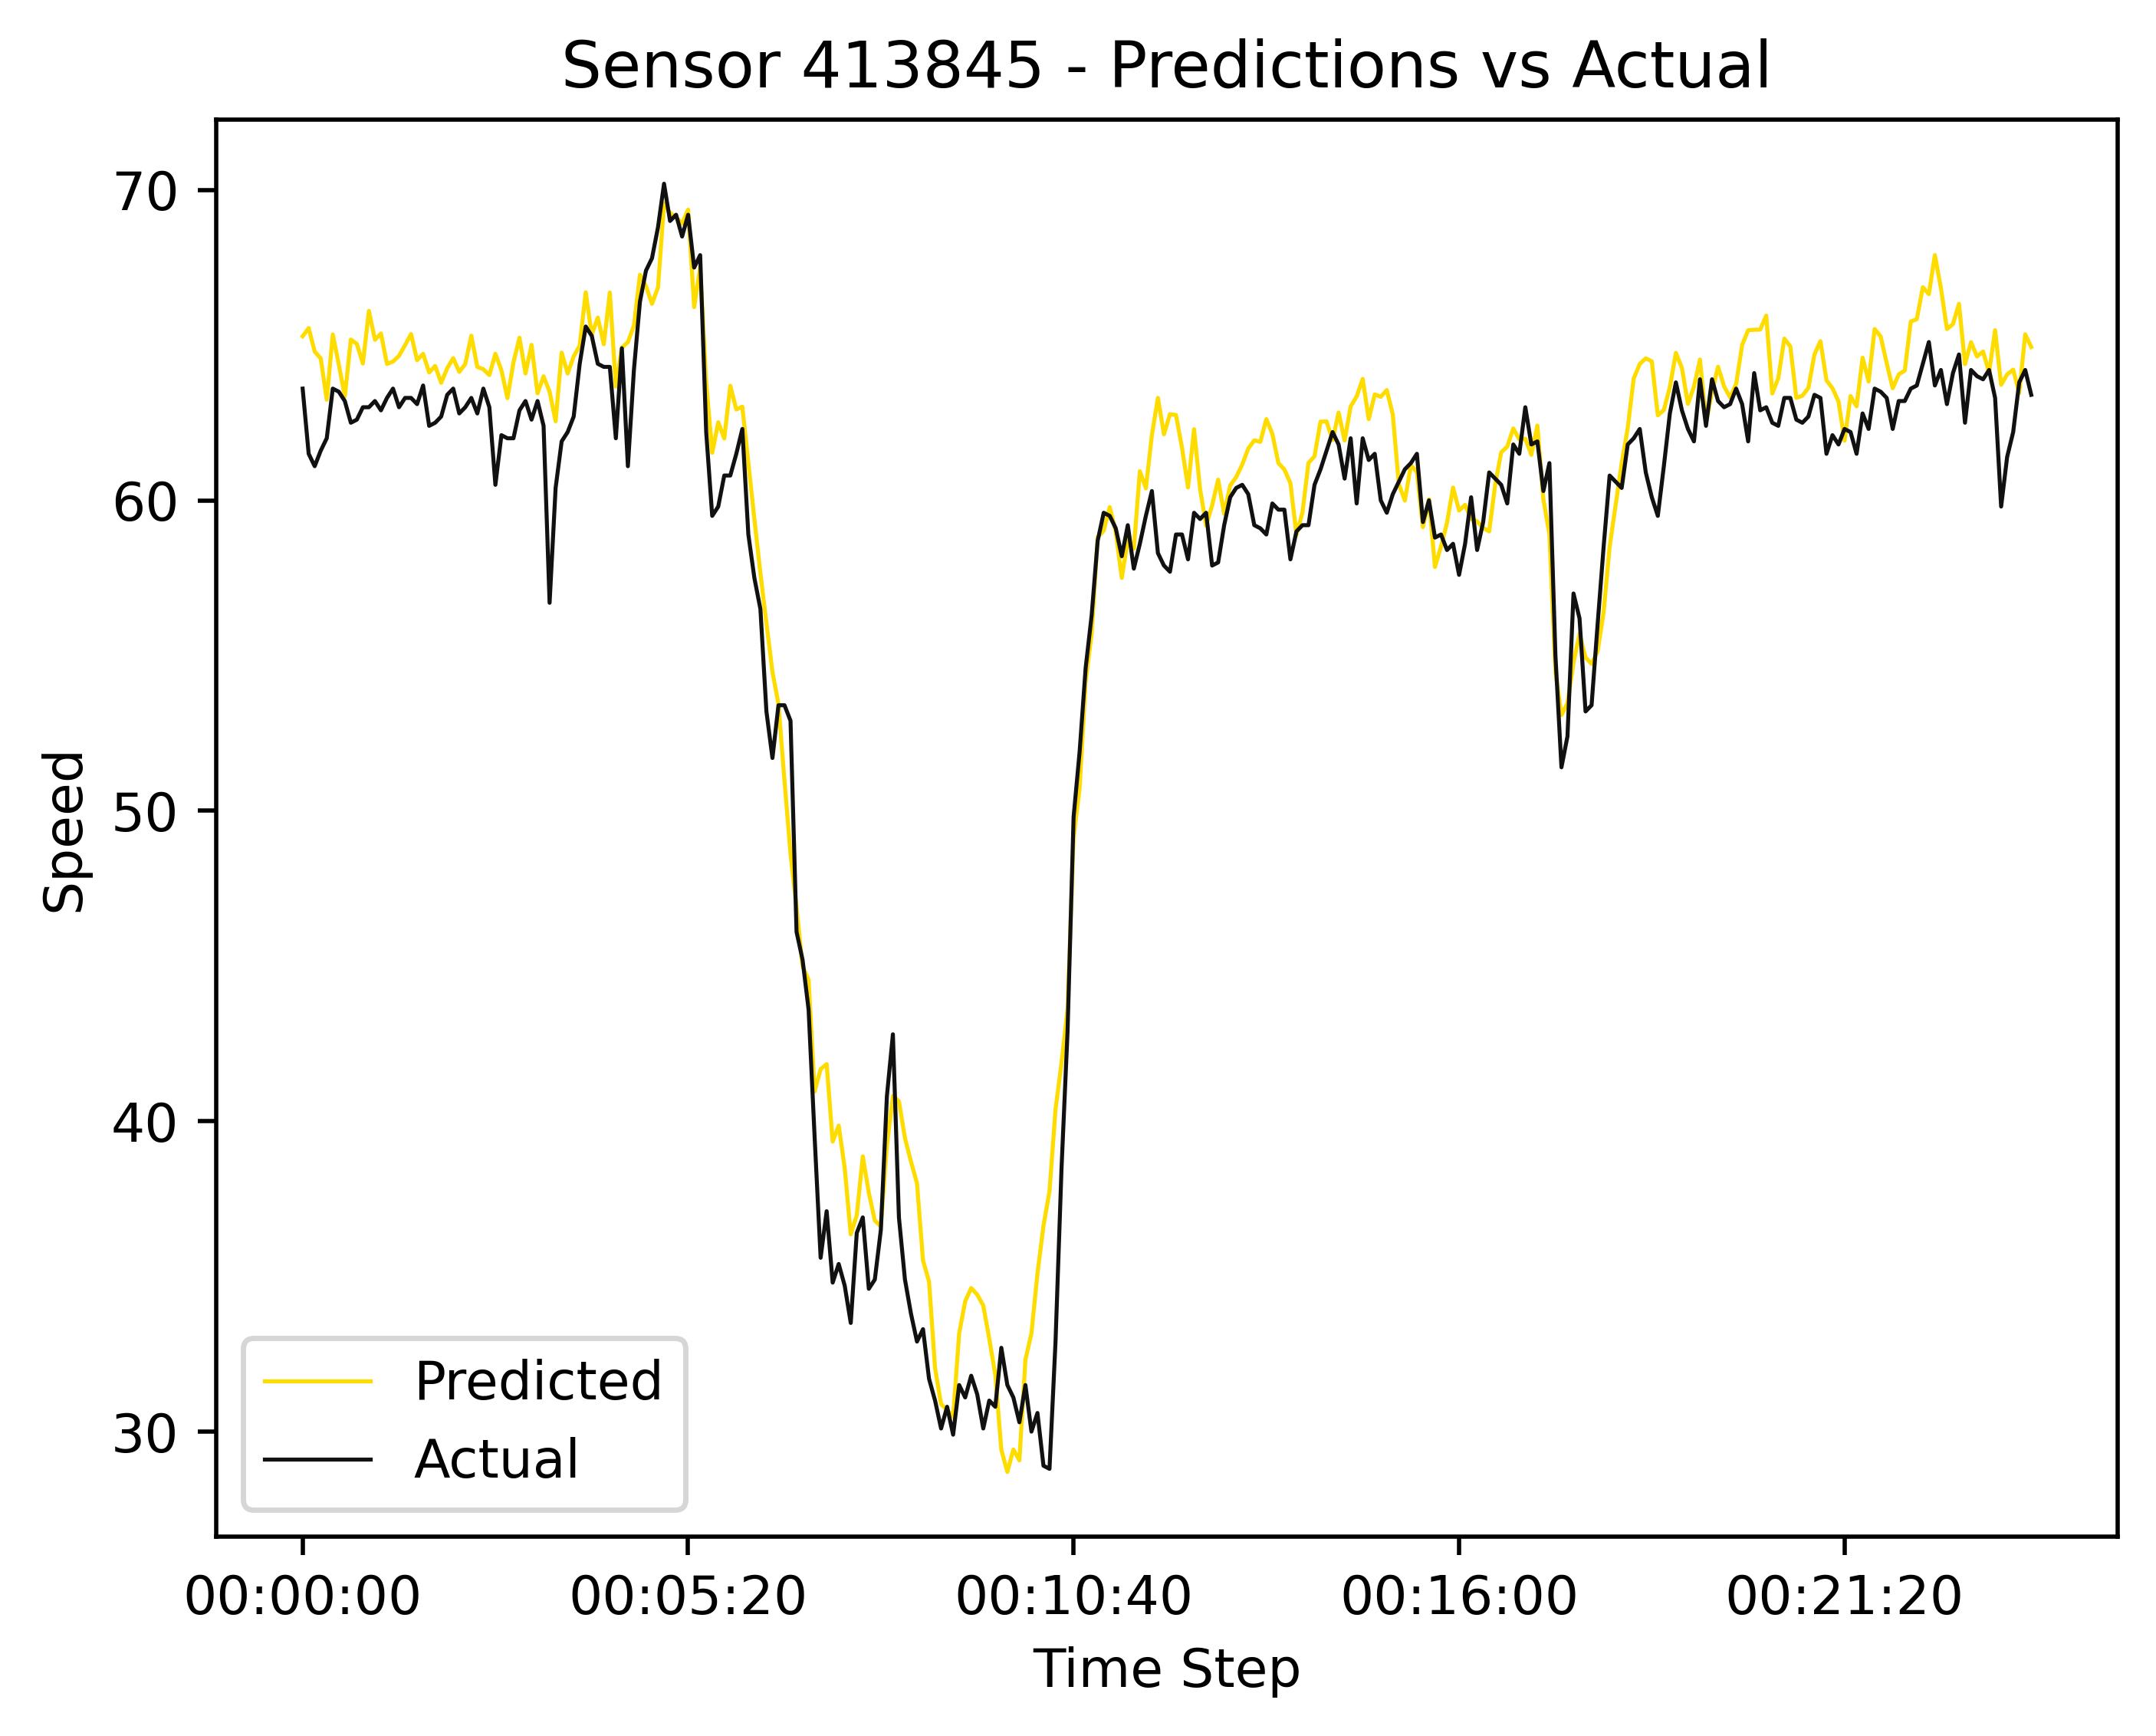 Sensor 413845 - Predictions vs Actual
70
60
50
40
30
Speed
Predicted
Actual
00:00:00 00:05:20 00:10:40 00:16:00 00:21:20
Time Step